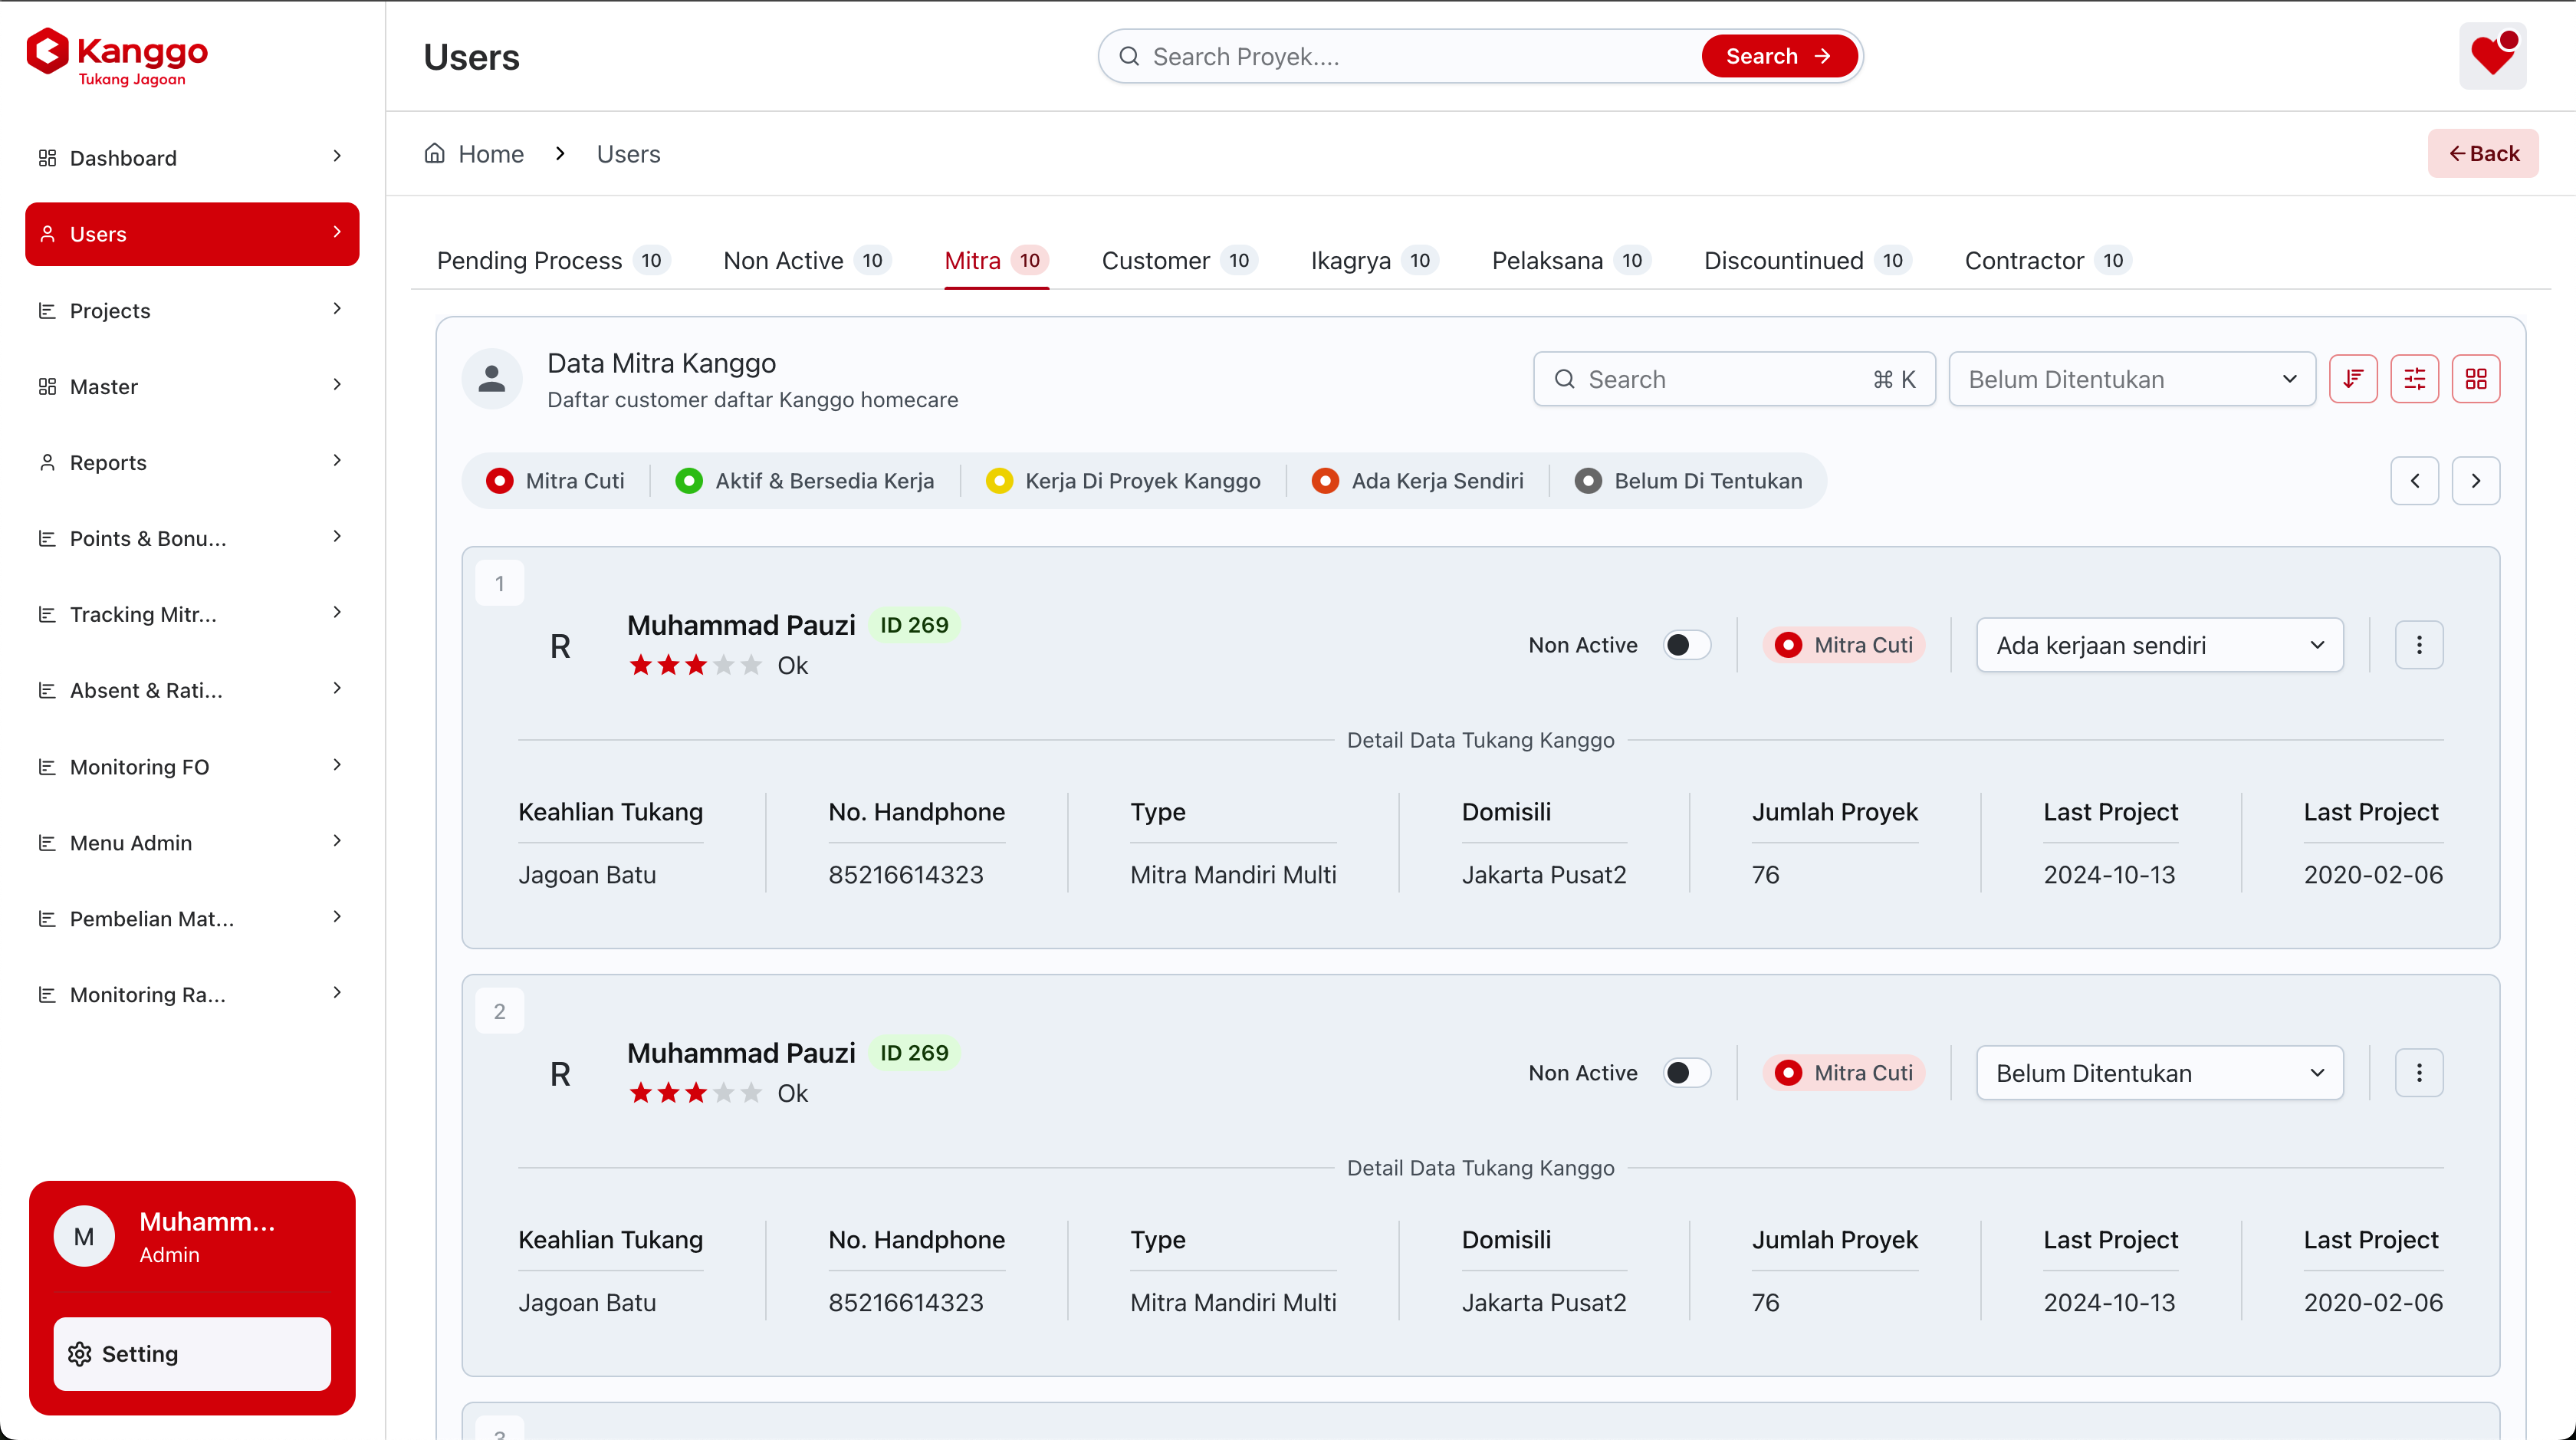 Kanggo
Tukang Jagoan
Users
Search Proyek....
Search
Home
Users
Back
Dashboard
Users
Projects
Master
Reports
Points & Bonu...
Tracking Mitr...
Absent & Rati...
Monitoring FO
Menu Admin
Pembelian Mat...
Monitoring Ra...
M
Muhamm...
Admin
Setting
Pending Process 10
Non Active 10
Mitra 10
Customer 10
Ikagrya 10
Pelaksana 10
Discountinued 10
Contractor 10
Data Mitra Kanggo
Daftar customer daftar Kanggo homecare
Search ⌘ K
Belum Ditentukan
Mitra Cuti
Aktif & Bersedia Kerja
Kerja Di Proyek Kanggo
Ada Kerja Sendiri
Belum Di Tentukan
1
R
Muhammad Pauzi ID 269
Ok
Non Active
Mitra Cuti
Ada kerjaan sendiri
Detail Data Tukang Kanggo
Keahlian Tukang No. Handphone Type Domisili Jumlah Proyek Last Project Last Project
Jagoan Batu 85216614323 Mitra Mandiri Multi Jakarta Pusat2 76 2024-10-13 2020-02-06
2
R
Muhammad Pauzi ID 269
Ok
Non Active
Mitra Cuti
Belum Ditentukan
Detail Data Tukang Kanggo
Keahlian Tukang No. Handphone Type Domisili Jumlah Proyek Last Project Last Project
Jagoan Batu 85216614323 Mitra Mandiri Multi Jakarta Pusat2 76 2024-10-13 2020-02-06
3